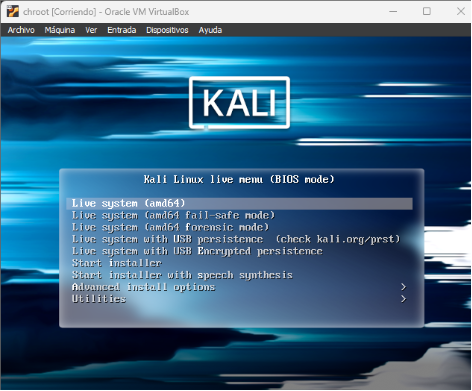 chroot [Corriendo] - Oracle VM VirtualBox
Archivo Máquina Ver Entrada Dispositivos Ayuda
KALI
Kali Linux live menu (BIOS mode)
Live system (amd64)
Live system (amd64 fail-safe mode)
Live system (amd64 forensic mode)
Live system with USB persistence (check kali.org/prst)
Live system with USB Encrypted persistence
Start installer
Start installer with speech synthesis
Advanced install options >
Utilities >